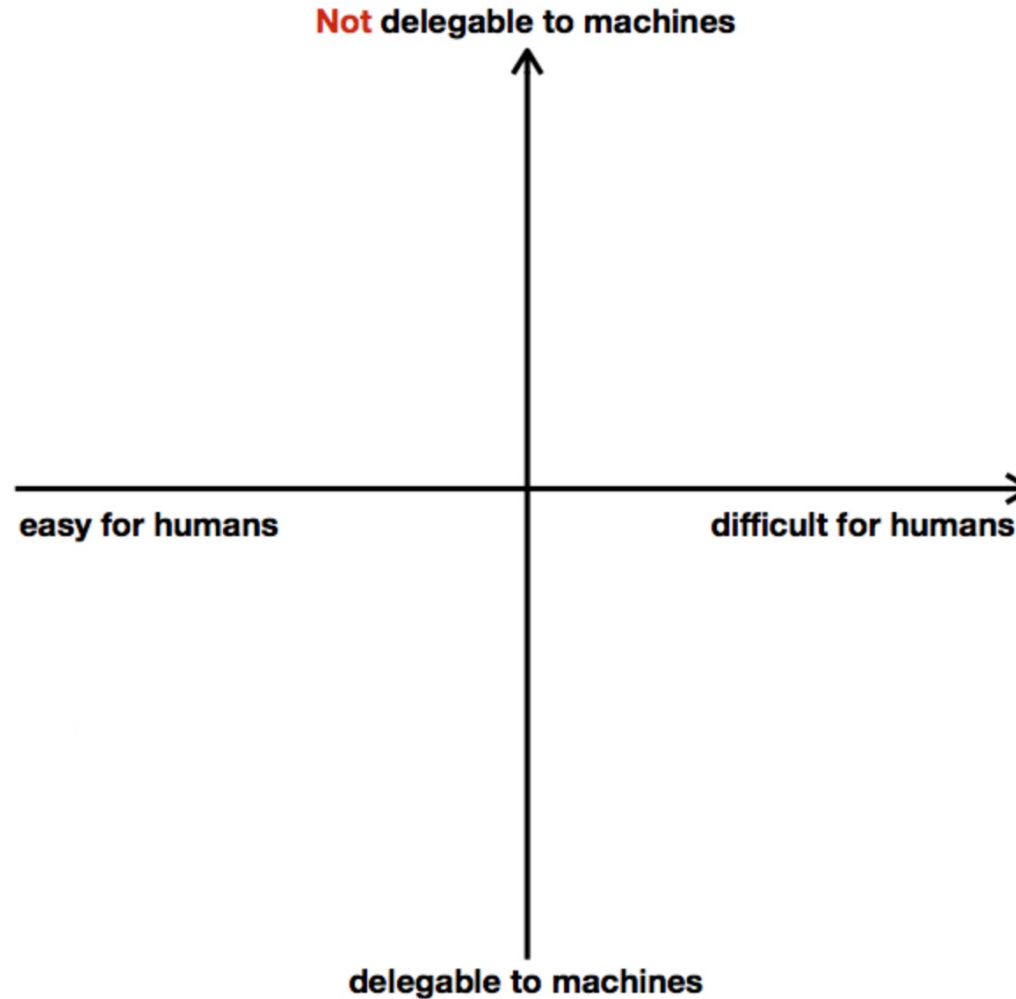 Not delegable to machines
easy for humans
difficult for humans
delegable to machines